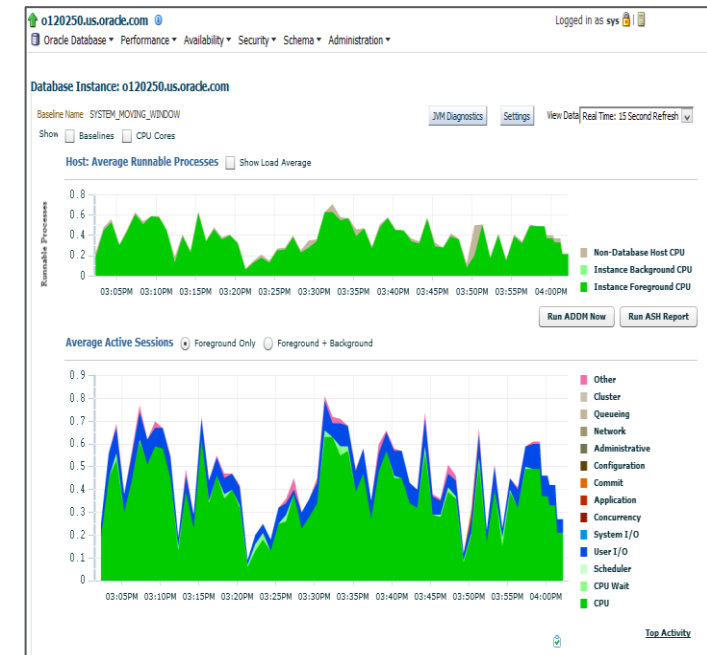 o120250.us.oracle.com
Logged in as sys
Oracle Database Performance Availability Security Schema Administration
Database Instance: o120250.us.oracle.com
Baseline Name SYSTEM_MOVING_WINDOW
JVM Diagnostics Settings View Data Real Time: 15 Second Refresh
Show Baselines CPU Cores
Host: Average Runnable Processes Show Load Average
Runnable Processes
0.8
0.6
0.4
0.2
0
03:05PM 03:10PM 03:15PM 03:20PM 03:25PM 03:30PM 03:35PM 03:40PM 03:45PM 03:50PM 03:55PM 04:00PM
Non-Database Host CPU
Instance Background CPU
Instance Foreground CPU
Run ADDM Now Run ASH Report
Average Active Sessions Foreground Only Foreground + Background
0.9
0.8
0.7
0.6
0.5
0.4
0.3
0.2
0.1
0
03:05PM 03:10PM 03:15PM 03:20PM 03:25PM 03:30PM 03:35PM 03:40PM 03:45PM 03:50PM 03:55PM 04:00PM
Other
Cluster
Queueing
Network
Administrative
Configuration
Commit
Application
Concurrency
System I/O
User I/O
Scheduler
CPU Wait
CPU
Top Activity